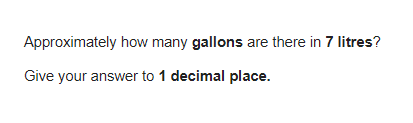 Approximately how many gallons are there in 7 litres?
Give your answer to 1 decimal place.